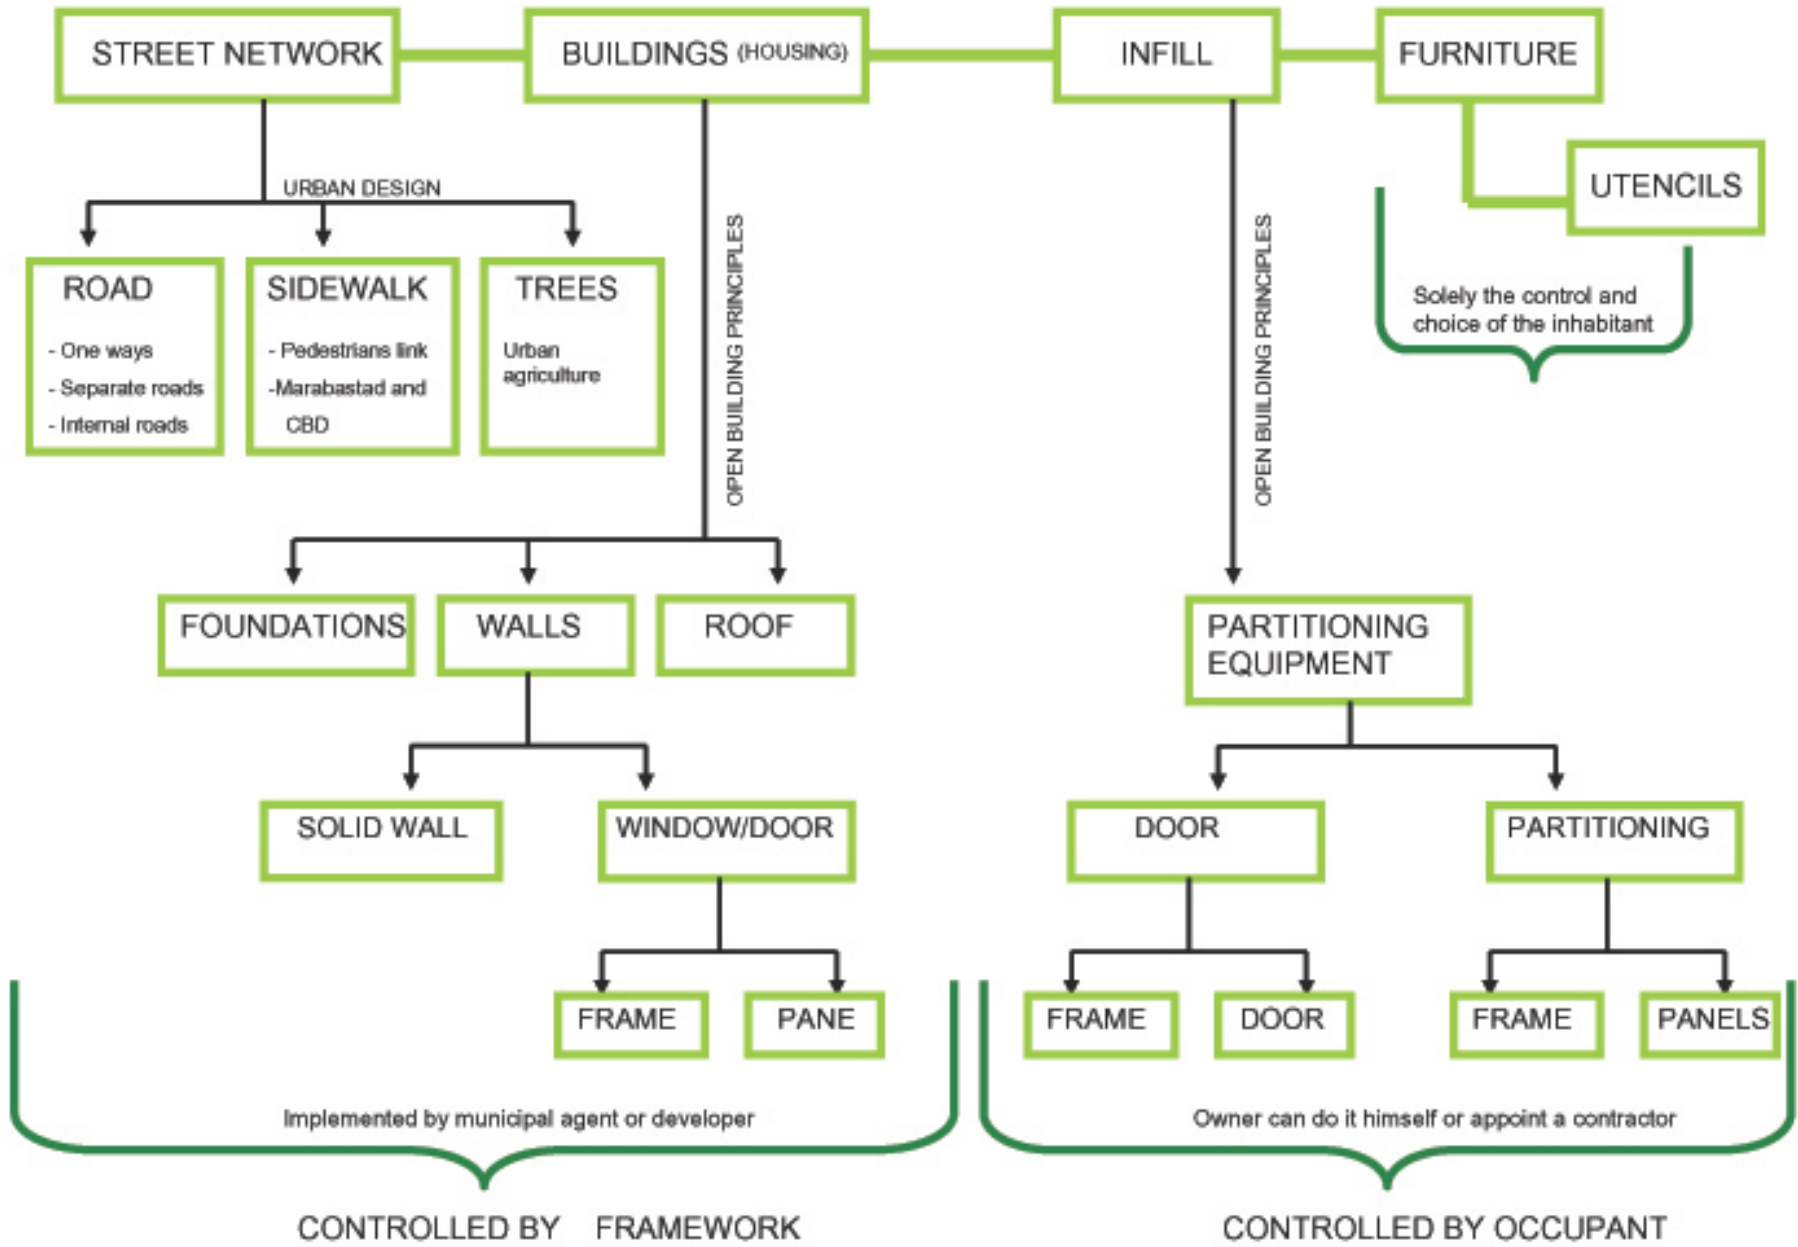 STREET NETWORK
BUILDINGS (HOUSING)
INFILL
FURNITURE
UTENCILS
URBAN DESIGN
OPEN BUILDING PRINCIPLES
OPEN BUILDING PRINCIPLES
Solely the control and
choice of the inhabitant
ROAD
- One ways
- Separate roads
- Internal roads
SIDEWALK
- Pedestrians link
-Marabastad and
CBD
TREES
Urban
agriculture
FOUNDATIONS
WALLS
ROOF
PARTITIONING
EQUIPMENT
SOLID WALL
WINDOW/DOOR
DOOR
PARTITIONING
FRAME
PANE
FRAME
DOOR
FRAME
PANELS
Implemented by municipal agent or developer
Owner can do it himself or appoint a contractor
CONTROLLED BY FRAMEWORK
CONTROLLED BY OCCUPANT